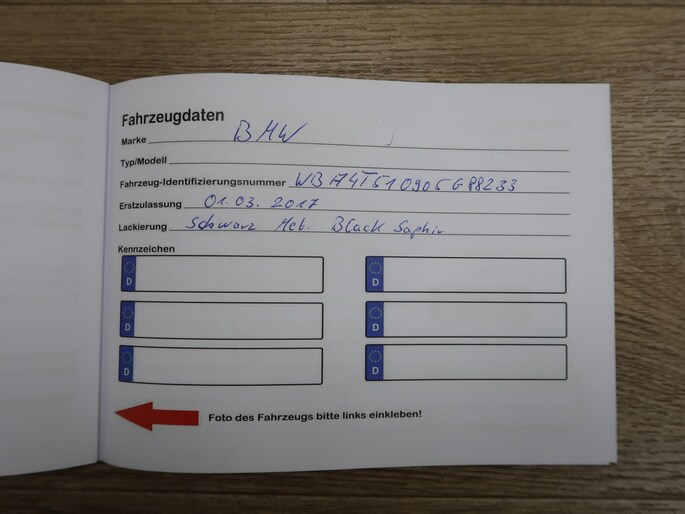 Fahrzeugdaten
Marke BMW
Typ/Modell
Fahrzeug-Identifizierungsnummer WBA4T510905G88233
Erstzulassung 01.03.2017
Lackierung Schwarz Met. Black Saphir
Kennzeichen
D D
D D
D D
Foto des Fahrzeugs bitte links einkleben!